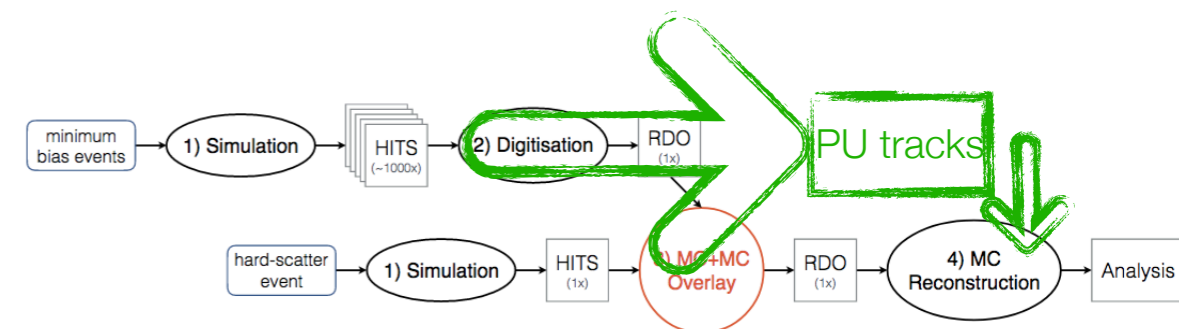 minimum
bias events
1) Simulation
HITS
(~1000x)
2) Digitisation
RDO
(1x)
PU tracks
hard-scatter
event
1) Simulation
HITS
(1x)
3) MC+MC
Overlay
RDO
(1x)
4) MC
Reconstruction
Analysis